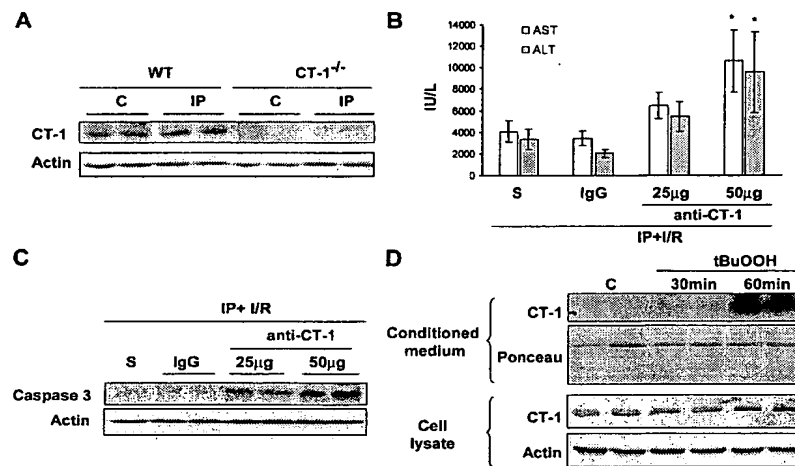 A
WT CT-1-/-
C IP C IP
CT-1
Actin
B
AST
ALT
IU/L
14000
12000
10000
8000
6000
4000
2000
0
* *
S IgG 25µg 50µg
anti-CT-1
IP+I/R
C
IP+ I/R
anti-CT-1
S IgG 25µg 50µg
Caspase 3
Actin
D
tBuOOH
C 30min 60min
Conditioned medium
CT-1
Ponceau
Cell lysate
CT-1
Actin